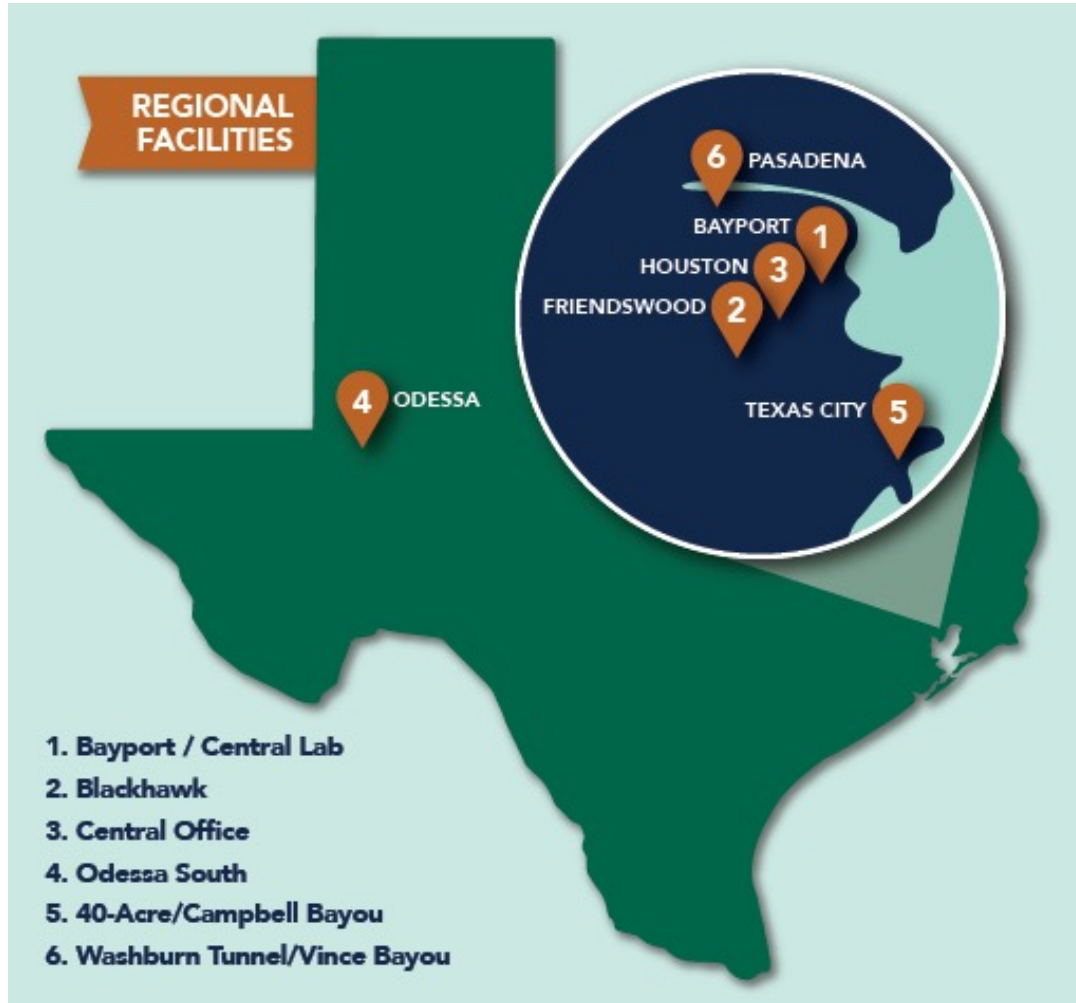 REGIONAL
FACILITIES
6 PASADENA
BAYPORT 1
HOUSTON 3
FRIENDSWOOD 2
4 ODESSA
TEXAS CITY 5
1. Bayport / Central Lab
2. Blackhawk
3. Central Office
4. Odessa South
5. 40-Acre/Campbell Bayou
6. Washburn Tunnel/Vince Bayou